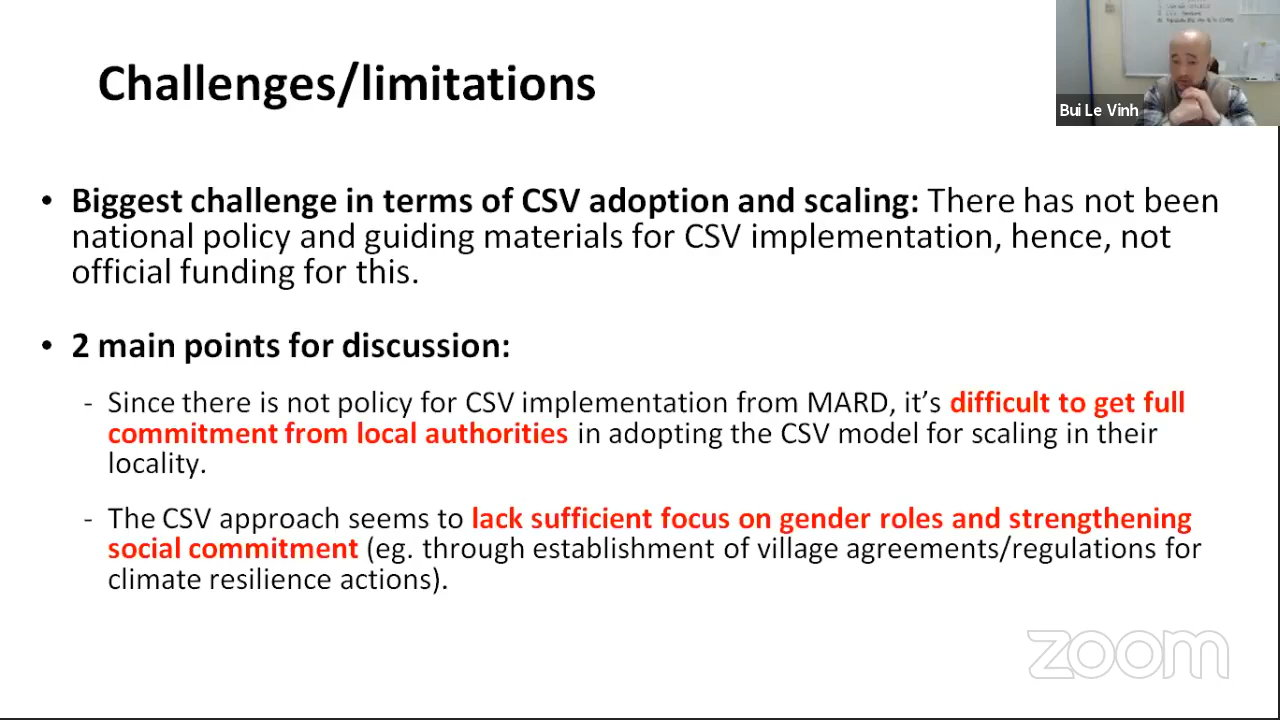 Challenges/limitations
Bui Le Vinh
• Biggest challenge in terms of CSV adoption and scaling: There has not been
national policy and guiding materials for CSV implementation, hence, not
official funding for this.
• 2 main points for discussion:
- Since there is not policy for CSV implementation from MARD, it’s difficult to get full
commitment from local authorities in adopting the CSV model for scaling in their
locality.
- The CSV approach seems to lack sufficient focus on gender roles and strengthening
social commitment (eg. through establishment of village agreements/regulations for
climate resilience actions).
zoom